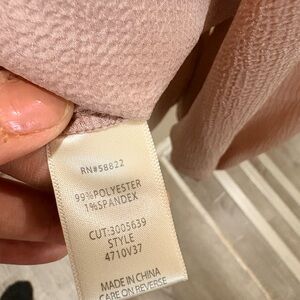 RN#58822
99%POLYESTER
1%SPANDEX
CUT:3005639
STYLE
4710V37
MADE IN CHINA
CARE ON REVERSE